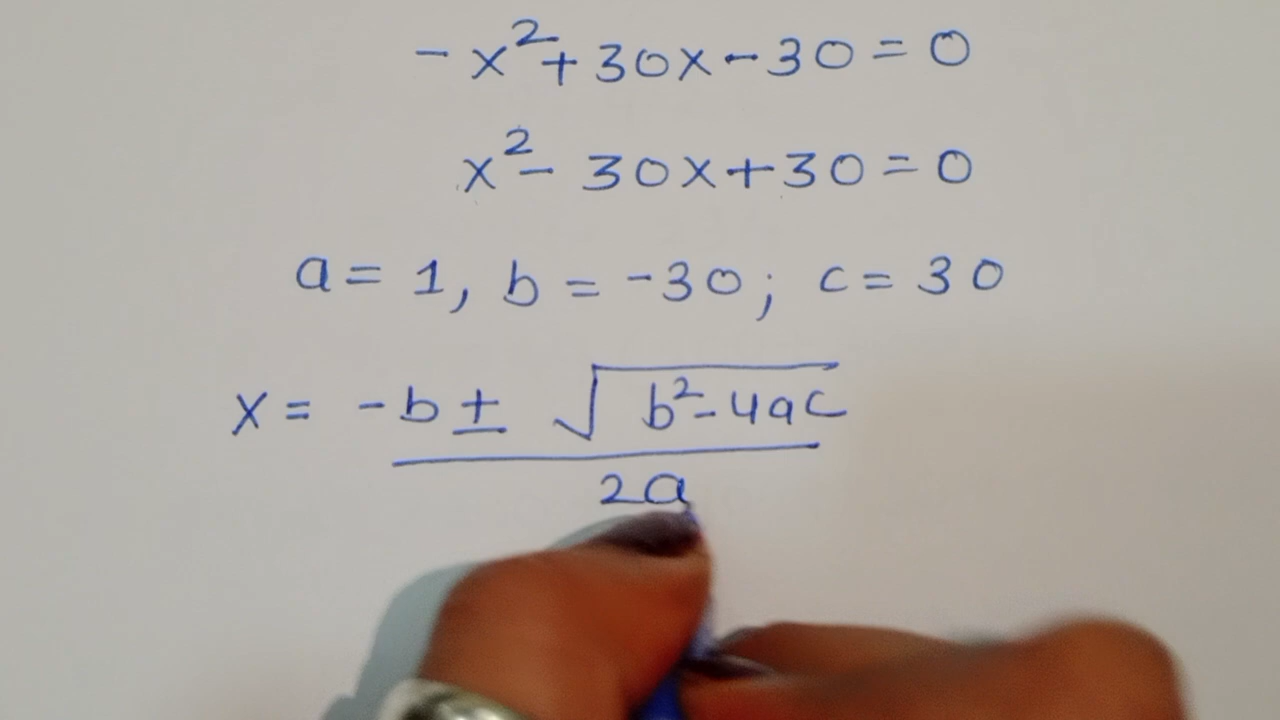 - x² + 30x - 30 = 0
x² - 30x + 30 = 0
a = 1, b = -30; c = 30
x = -b ± √b² - 4ac
2a